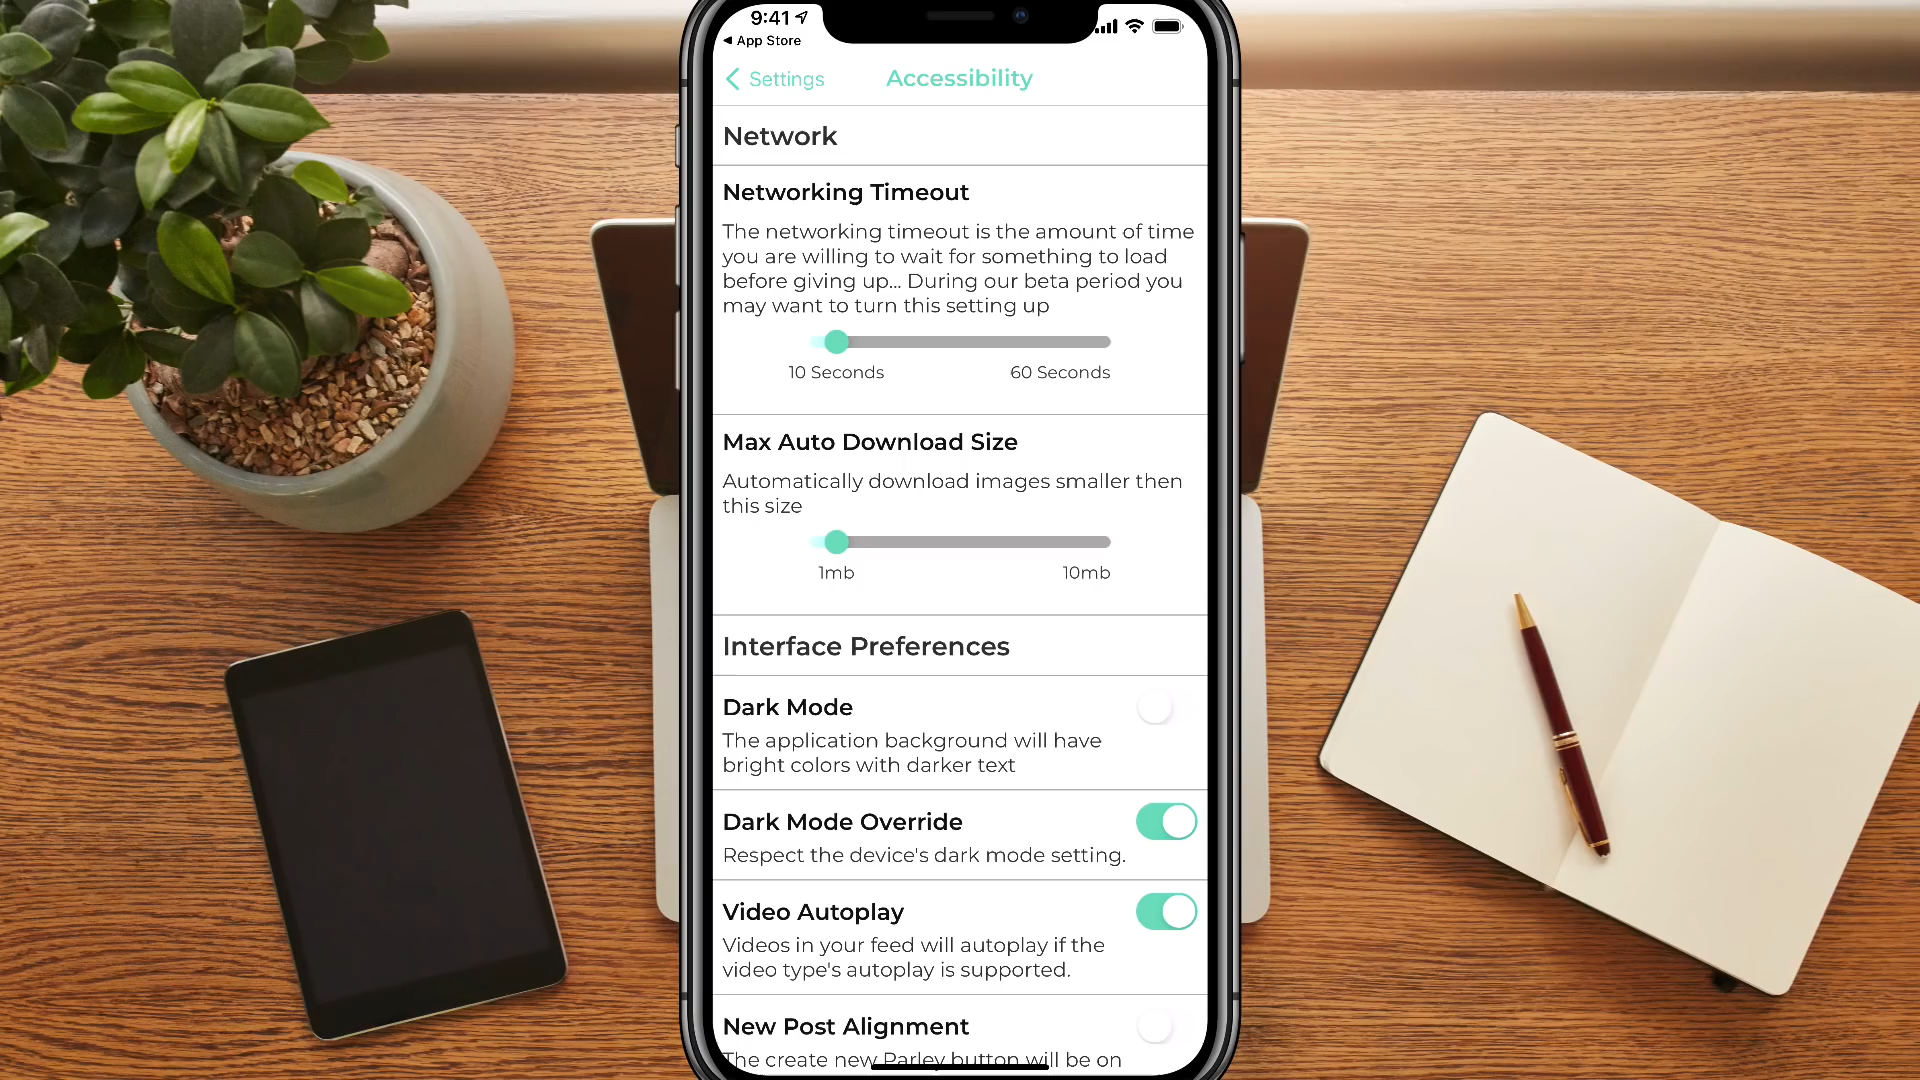 9:41
App Store
Settings
Accessibility
Network
Networking Timeout
The networking timeout is the amount of time
you are willing to wait for something to load
before giving up... During our beta period you
may want to turn this setting up
10 Seconds
60 Seconds
Max Auto Download Size
Automatically download images smaller then
this size
1mb
10mb
Interface Preferences
Dark Mode
The application background will have
bright colors with darker text
Dark Mode Override
Respect the device's dark mode setting.
Video Autoplay
Videos in your feed will autoplay if the
video type's autoplay is supported.
New Post Alignment
The create new Parley button will be on